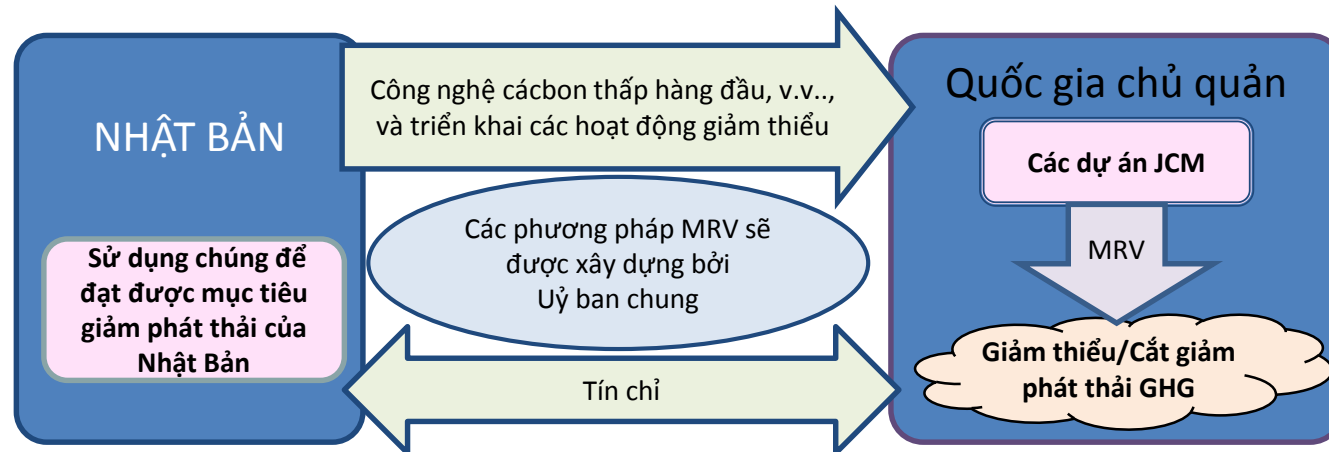 NHẬT BẢN
Sử dụng chúng để
đạt được mục tiêu
giảm phát thải của
Nhật Bản
Công nghệ cácbon thấp hàng đầu, v.v..,
và triển khai các hoạt động giảm thiểu
Các phương pháp MRV sẽ
được xây dựng bởi
Uỷ ban chung
Tín chỉ
Quốc gia chủ quản
Các dự án JCM
MRV
Giảm thiểu/Cắt giảm
phát thải GHG